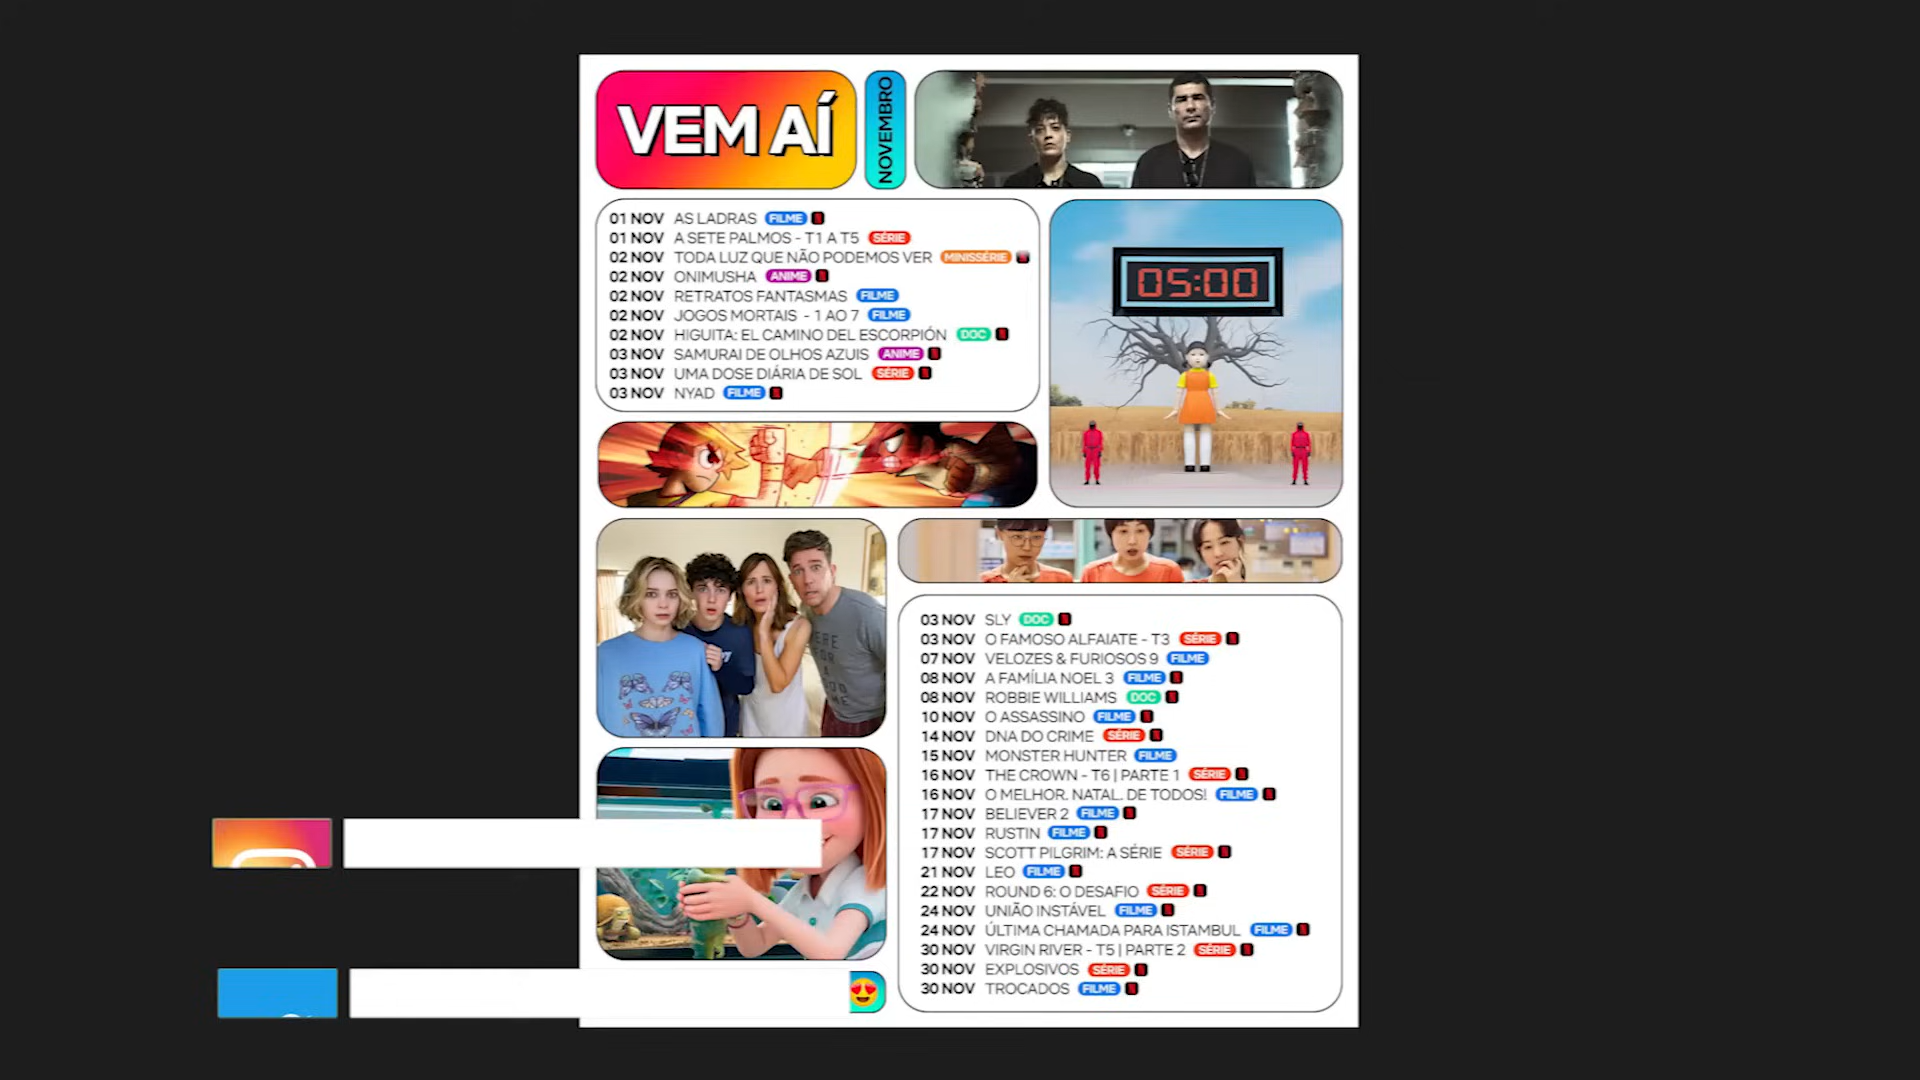 VEM AÍ
NOVEMBRO
01 NOV AS LADRAS FILME N
01 NOV A SETE PALMOS - T1 A T5 SÉRIE
02 NOV TODA LUZ QUE NÃO PODEMOS VER MINISSÉRIE N
02 NOV ONIMUSHA ANIME N
02 NOV RETRATOS FANTASMAS FILME
02 NOV JOGOS MORTAIS - 1 AO 7 FILME
02 NOV HIGUITA: EL CAMINO DEL ESCORPIÓN DOC N
03 NOV SAMURAI DE OLHOS AZUIS ANIME N
03 NOV UMA DOSE DIÁRIA DE SOL SÉRIE N
03 NOV NYAD FILME N
05:00
03 NOV SLY DOC N
03 NOV O FAMOSO ALFAIATE - T3 SÉRIE N
07 NOV VELOZES & FURIOSOS 9 FILME
08 NOV A FAMÍLIA NOEL 3 FILME N
08 NOV ROBBIE WILLIAMS DOC N
10 NOV O ASSASSINO FILME N
14 NOV DNA DO CRIME SÉRIE N
15 NOV MONSTER HUNTER FILME
16 NOV THE CROWN - T6 | PARTE 1 SÉRIE N
16 NOV O MELHOR. NATAL. DE TODOS! FILME N
17 NOV BELIEVER 2 FILME N
17 NOV RUSTIN FILME N
17 NOV SCOTT PILGRIM: A SÉRIE SÉRIE N
21 NOV LEO FILME N
22 NOV ROUND 6: O DESAFIO SÉRIE N
24 NOV UNIÃO INSTÁVEL FILME N
24 NOV ÚLTIMA CHAMADA PARA ISTAMBUL FILME N
30 NOV VIRGIN RIVER - T5 | PARTE 2 SÉRIE N
30 NOV EXPLOSIVOS SÉRIE N
30 NOV TROCADOS FILME N